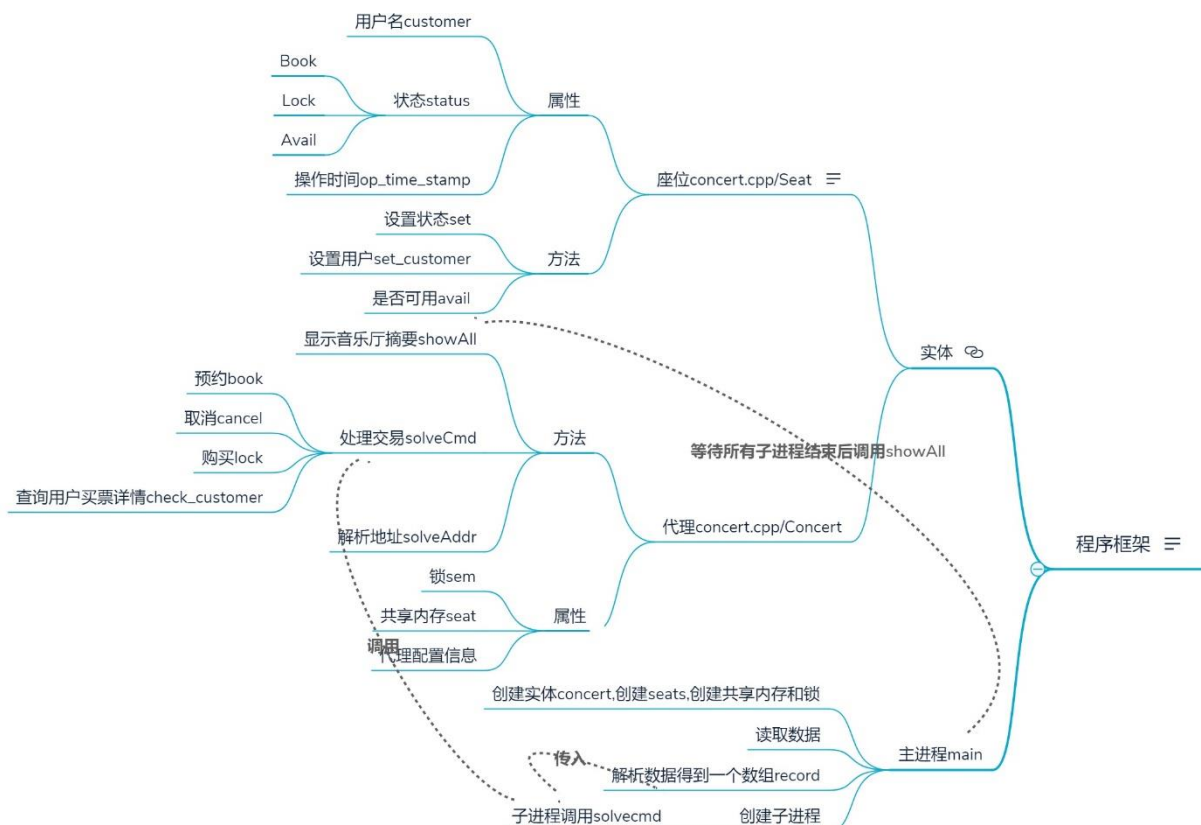 用户名customer
Book
Lock
状态status
属性
Avail
操作时间op_time_stamp
座位concert.cpp/Seat
设置状态set
设置用户set_customer
方法
是否可用avail
显示音乐厅摘要showAll
实体
预约book
取消cancel
处理交易solveCmd
方法
购买lock
等待所有子进程结束后调用showAll
查询用户买票详情check_customer
代理concert.cpp/Concert
解析地址solveAddr
程序框架
锁sem
共享内存seat
属性
调用
代理配置信息
创建实体concert,创建seats,创建共享内存和锁
读取数据
主进程main
传入
解析数据得到一个数组record
子进程调用solvecmd
创建子进程